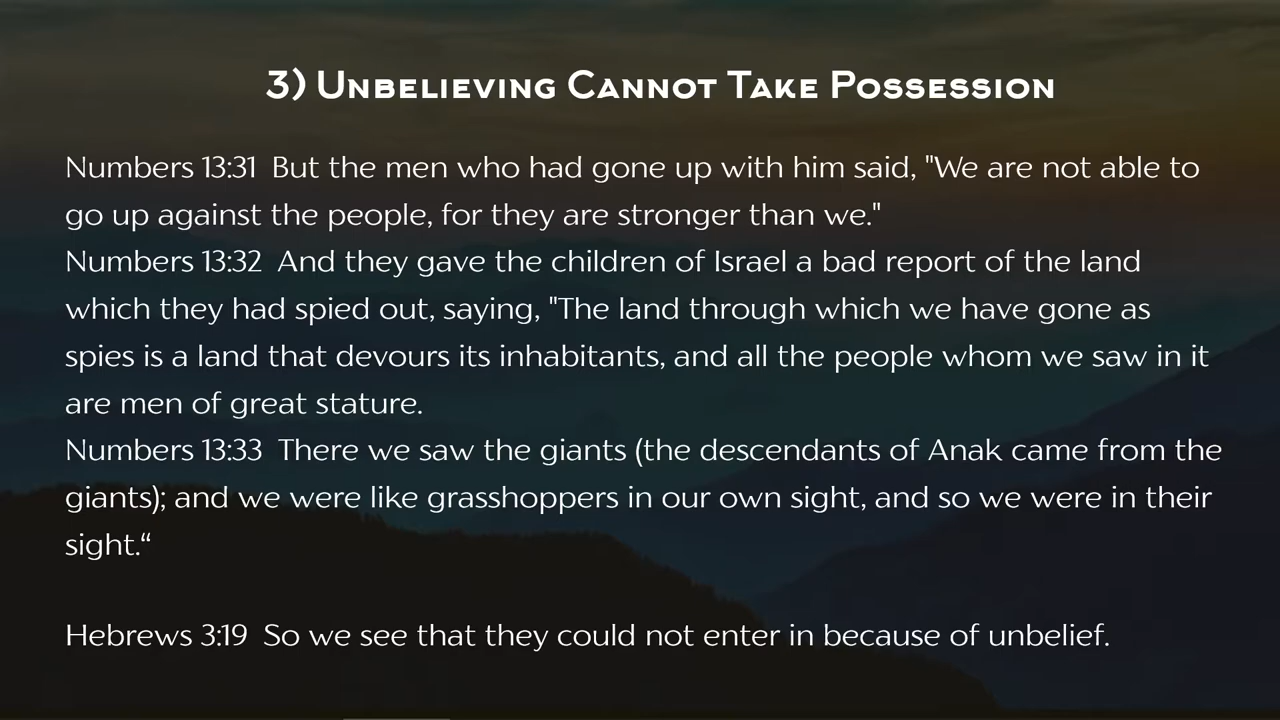 3) Unbelieving Cannot Take Possession
Numbers 13:31  But the men who had gone up with him said, "We are not able to
go up against the people, for they are stronger than we."
Numbers 13:32  And they gave the children of Israel a bad report of the land
which they had spied out, saying, "The land through which we have gone as
spies is a land that devours its inhabitants, and all the people whom we saw in it
are men of great stature.
Numbers 13:33  There we saw the giants (the descendants of Anak came from the
giants); and we were like grasshoppers in our own sight, and so we were in their
sight.“
Hebrews 3:19  So we see that they could not enter in because of unbelief.